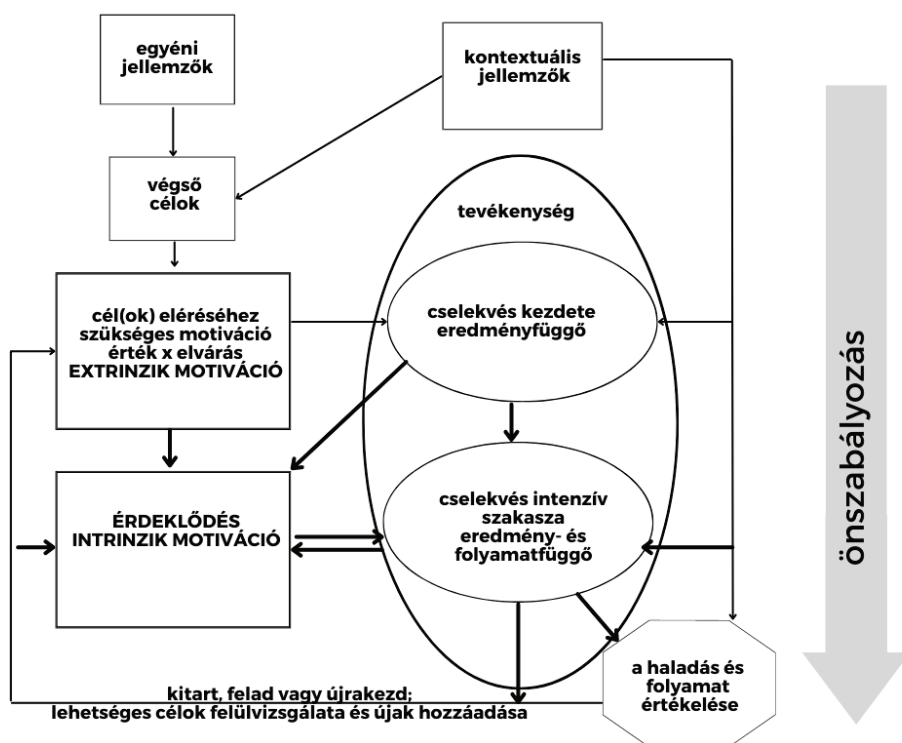 egyéni
jellemzők
kontextuális
jellemzők
végső
célok
tevékenység
cél(ok) eléréséhez
szükséges motiváció
érték x elvárás
EXTRINZIK MOTIVÁCIÓ
cselekvés kezdete
eredményfüggő
ÉRDEKLŐDÉS
INTRINZIK MOTIVÁCIÓ
cselekvés intenzív
szakasza
eredmény- és
folyamatfüggő
önszabályozás
a haladás és
folyamat
értékelése
kitart, felad vagy újrakezd;
lehetséges célok felülvizsgálata és újak hozzáadása